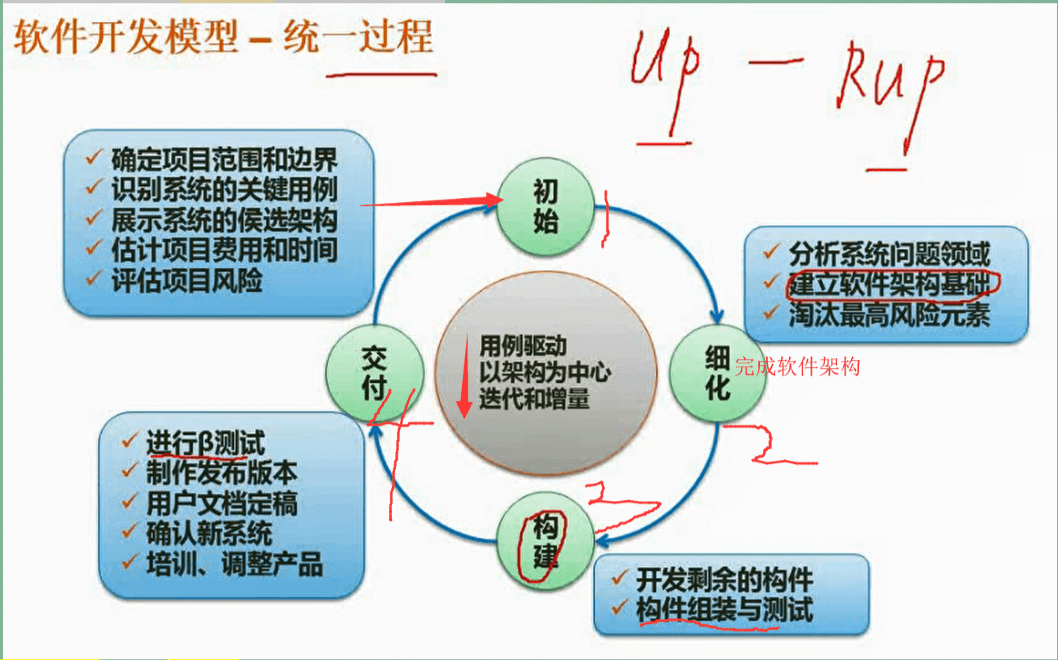 软件开发模型 – 统一过程
Up — Rup
确定项目范围和边界
识别系统的关键用例
展示系统的侯选架构
估计项目费用和时间
评估项目风险
初
始
1
分析系统问题领域
建立软件架构基础
淘汰最高风险元素
用例驱动
以架构为中心
迭代和增量
细
化
完成软件架构
2
交
付
4
进行β测试
制作发布版本
用户文档定稿
确认新系统
培训、调整产品
构
建
3
开发剩余的构件
构件组装与测试